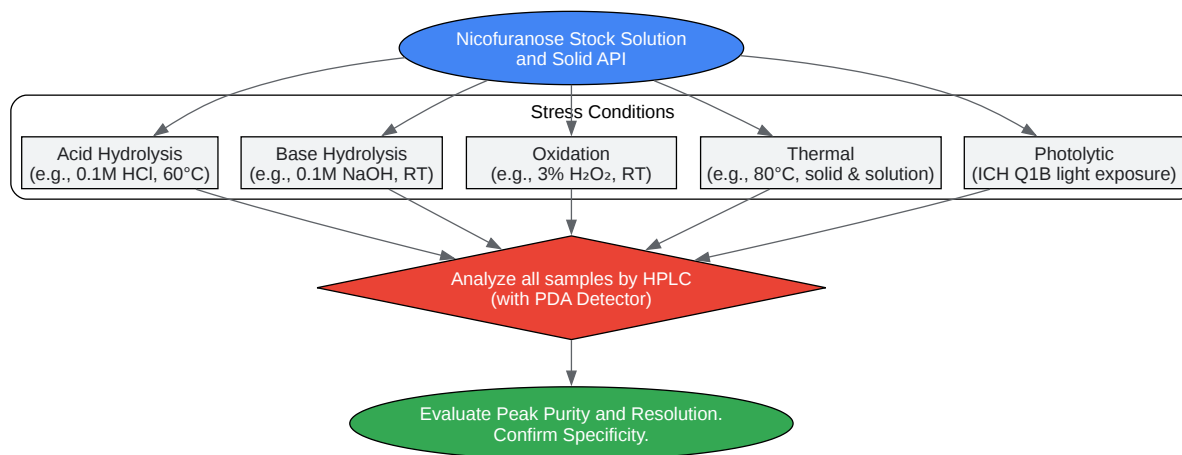 Nicofuranose Stock Solution
and Solid API
Stress Conditions
Acid Hydrolysis
(e.g., 0.1M HCl, 60°C)
Base Hydrolysis
(e.g., 0.1M NaOH, RT)
Oxidation
(e.g., 3% H₂O₂, RT)
Thermal
(e.g., 80°C, solid & solution)
Photolytic
(ICH Q1B light exposure)
Analyze all samples by HPLC
(with PDA Detector)
Evaluate Peak Purity and Resolution.
Confirm Specificity.